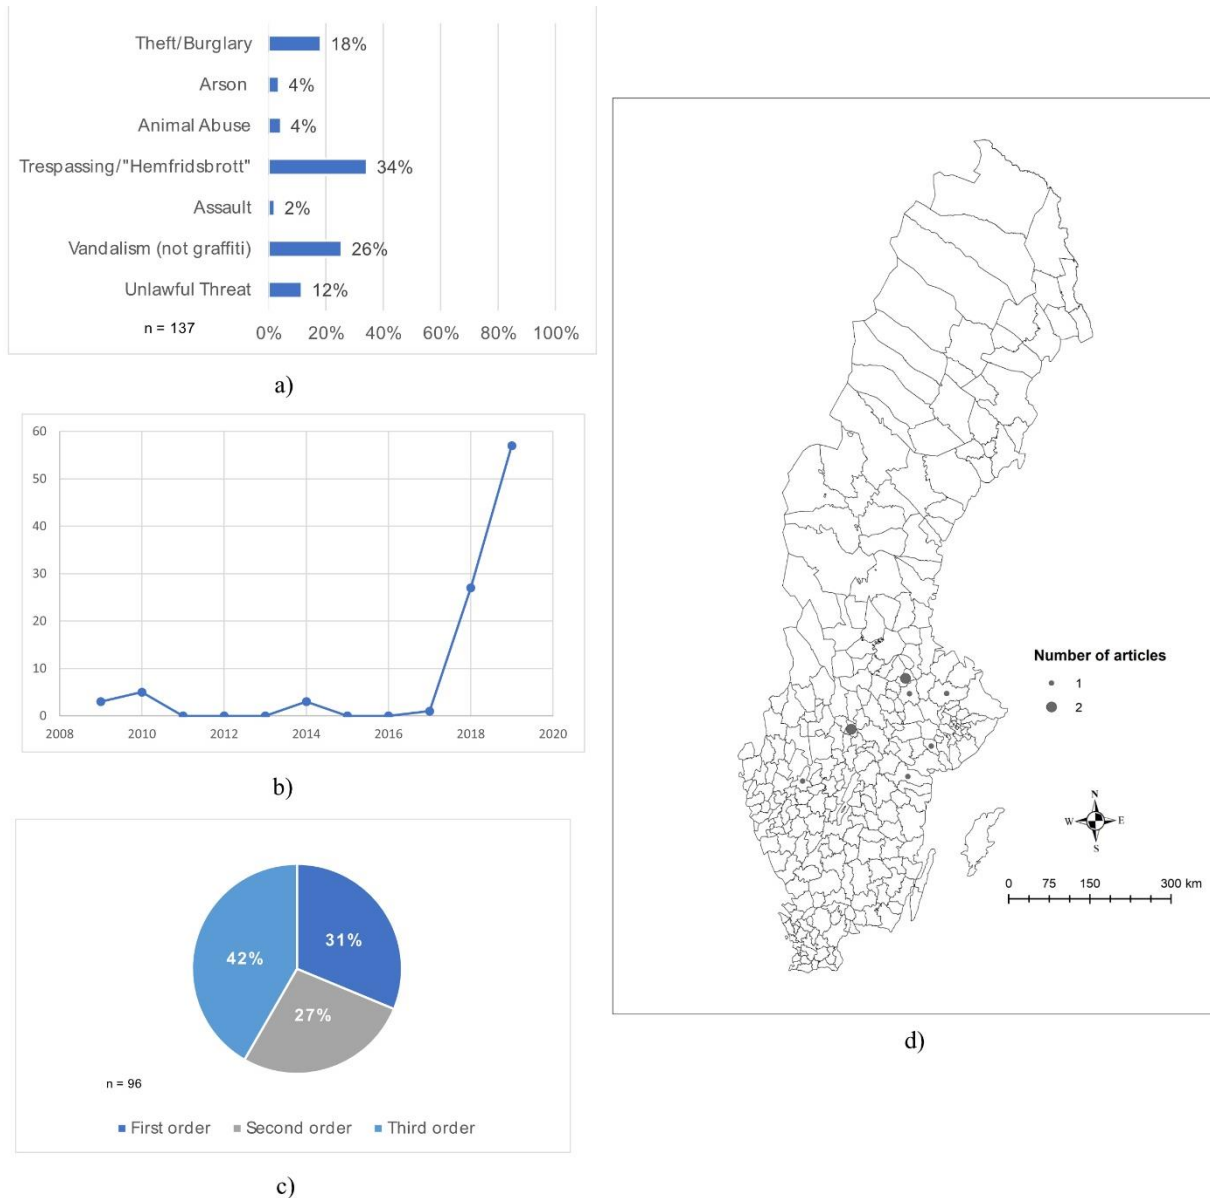 Theft/Burglary 18%
Arson 4%
Animal Abuse 4%
Trespassing/"Hemfridsbrott" 34%
Assault 2%
Vandalism (not graffiti) 26%
Unlawful Threat 12%
n = 137
0% 20% 40% 60% 80% 100%
a)
60
50
40
30
20
10
0
2008 2010 2012 2014 2016 2018 2020
b)
31%
42%
27%
n = 96
First order Second order Third order
c)
Number of articles
1
2
N
W E
S
0 75 150 300 km
d)